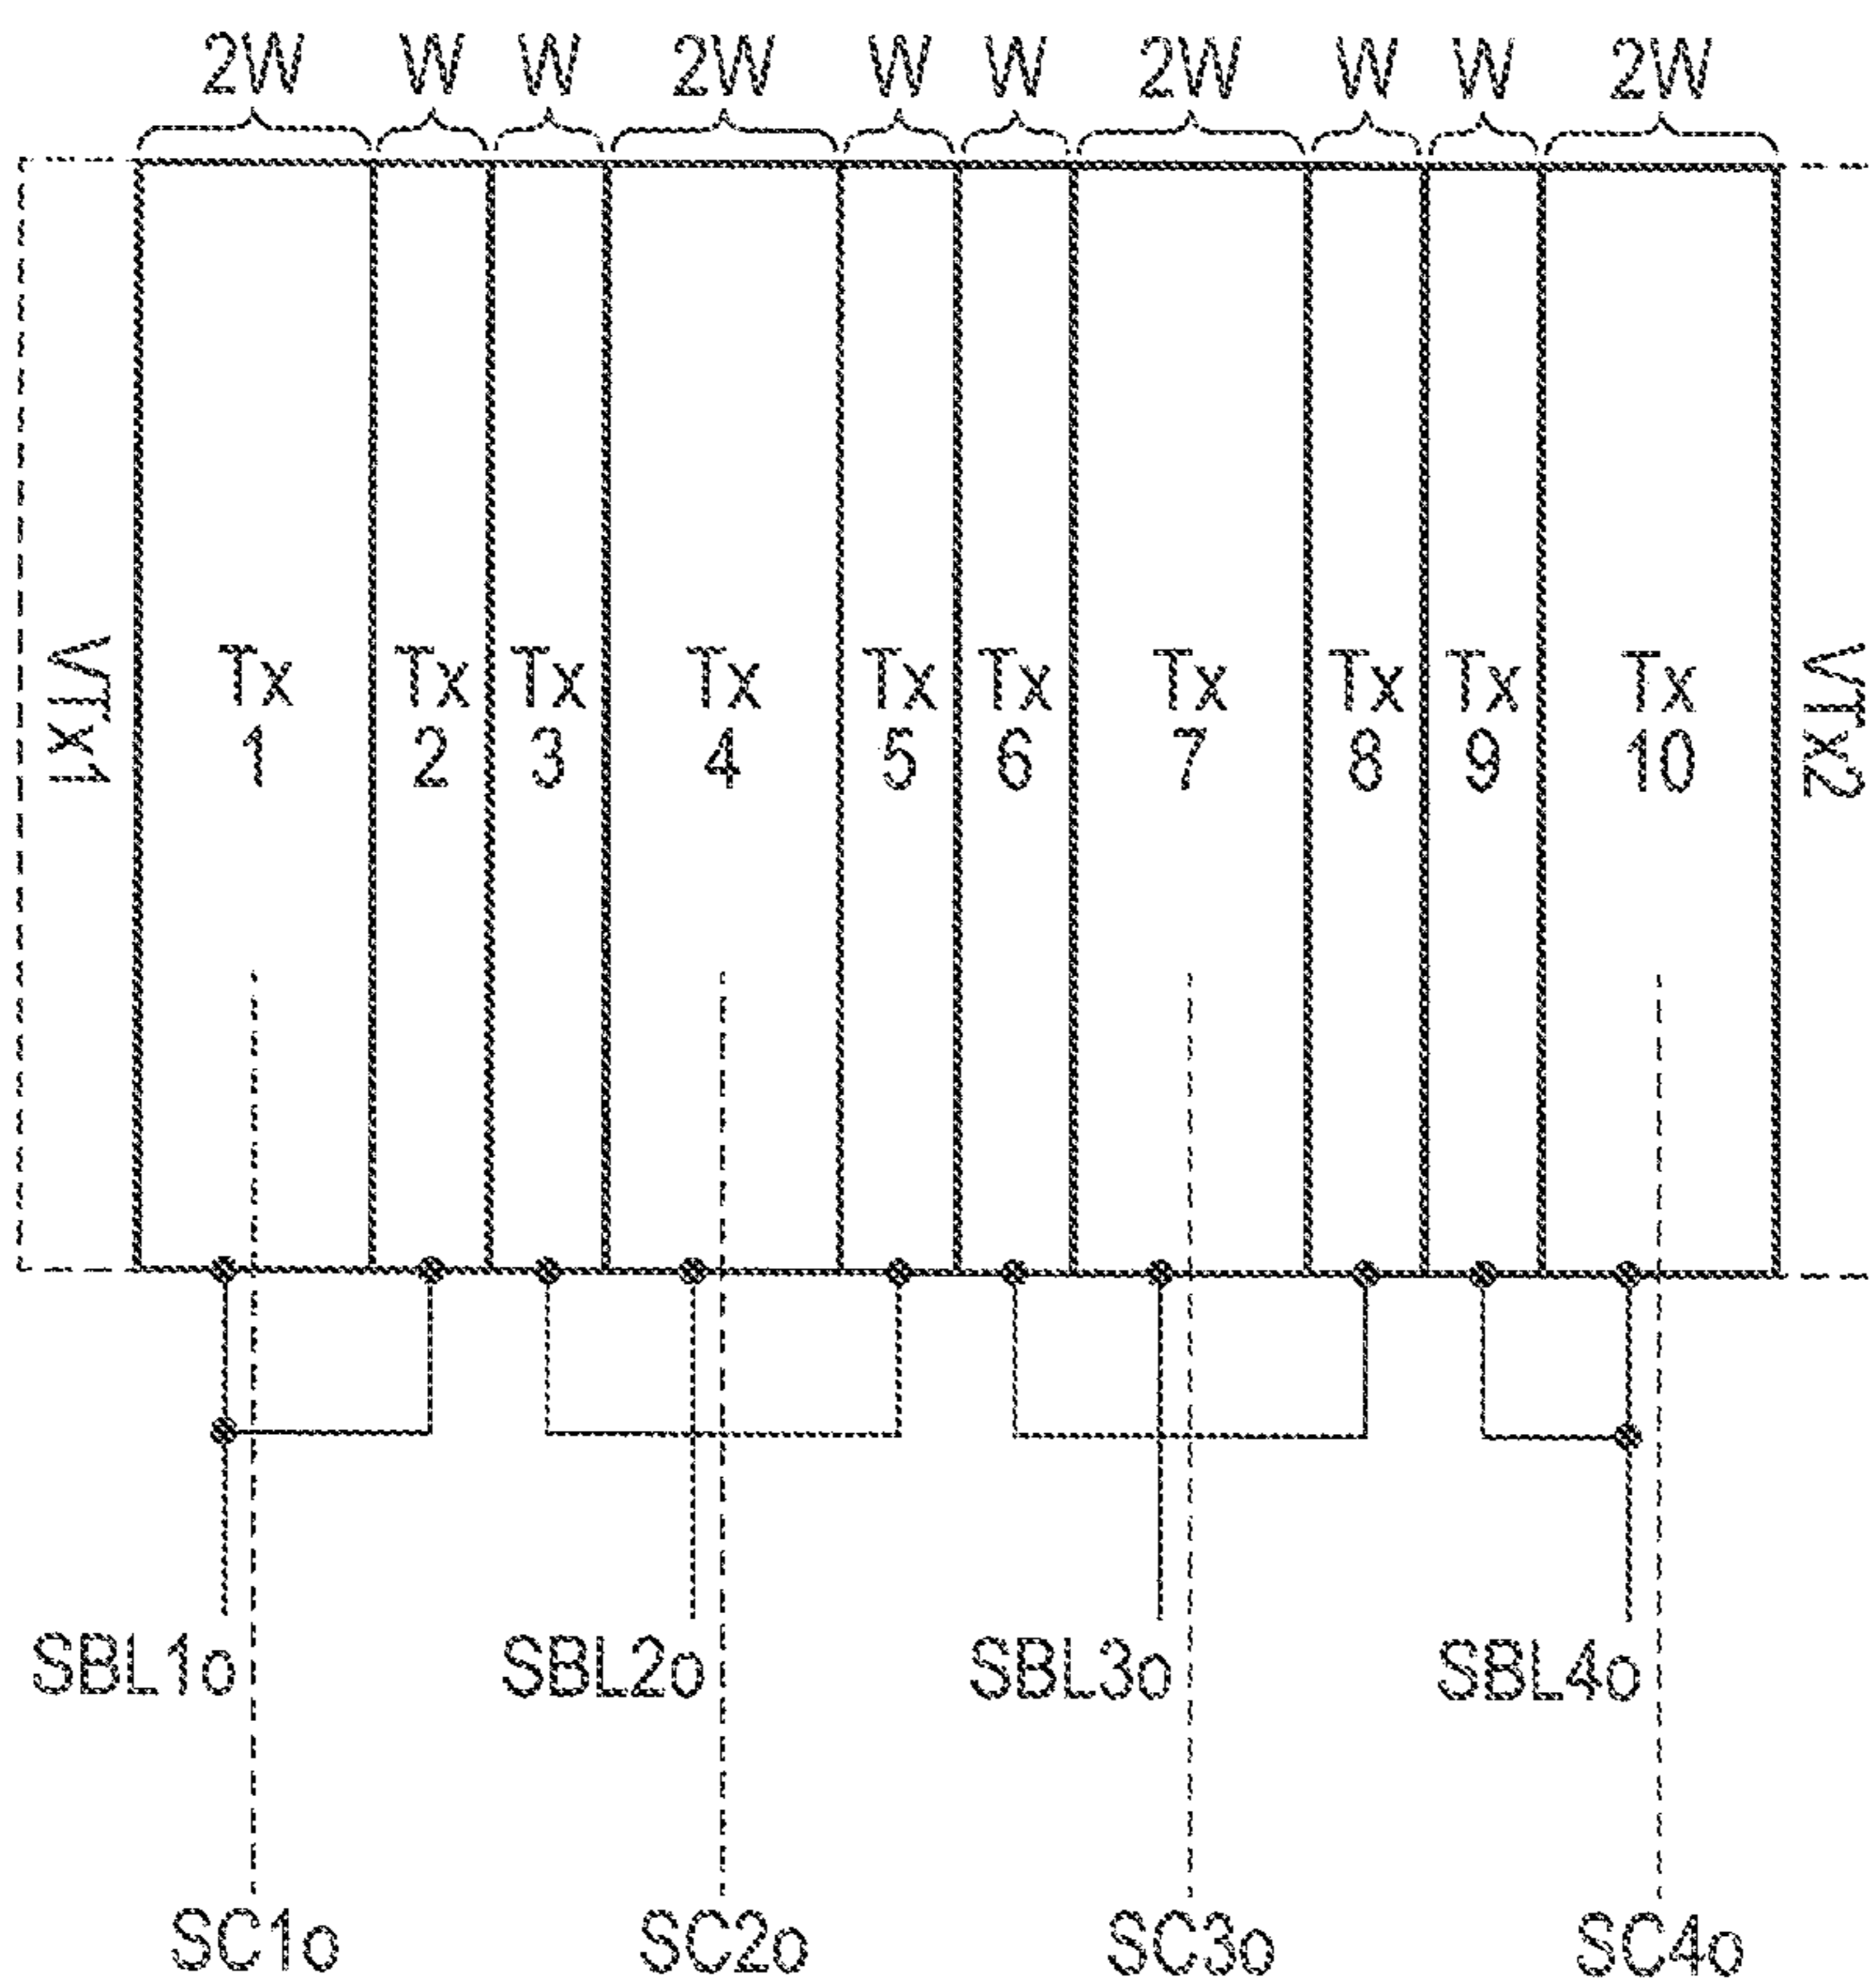 2W W W 2W W W 2W W W 2W
VTx1
Tx 1
Tx 2
Tx 3
Tx 4
Tx 5
Tx 6
Tx 7
Tx 8
Tx 9
Tx 10
VTx2
SBL1o SBL2o SBL3o SBL4o
SC1o SC2o SC3o SC4o